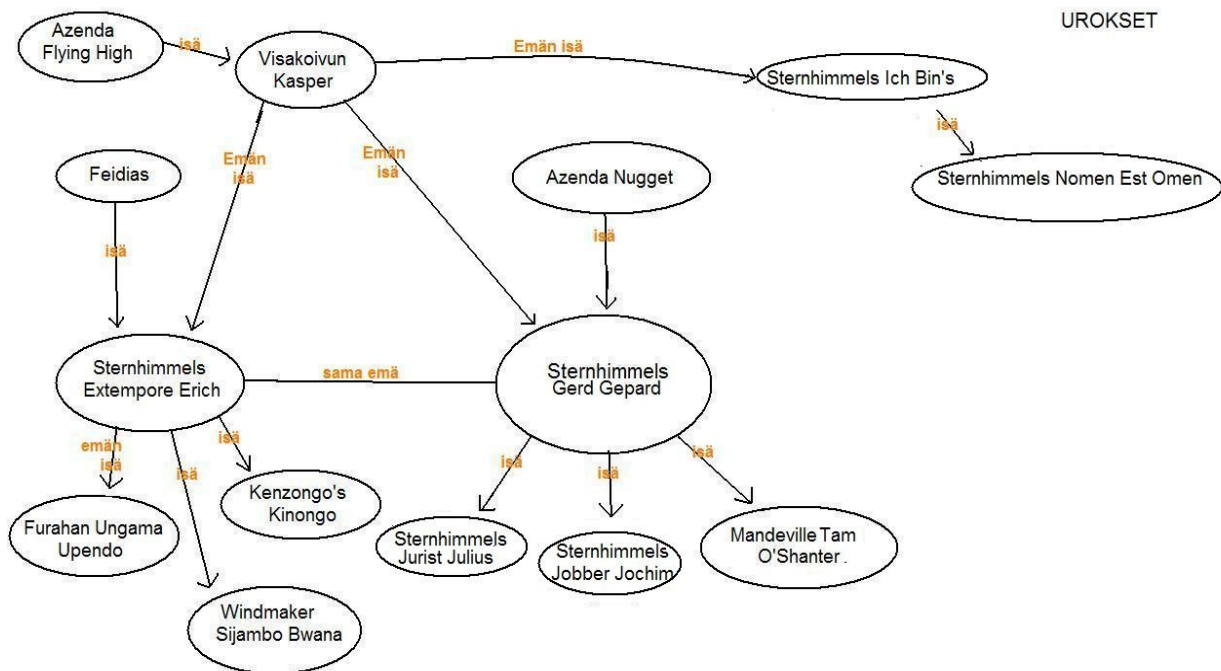 UROKSET
Azenda
Flying High
isä
Visakoivun
Kasper
Emän isä
Sternhimmels Ich Bin's
isä
Sternhimmels Nomen Est Omen
Feidias
isä
Emän
isä
Emän
isä
Azenda Nugget
isä
Sternhimmels
Extempore Erich
sama emä
Sternhimmels
Gerd Gepard
emän
isä
isä
isä
isä
isä
isä
Furahan Ungama
Upendo
Kenzongo's
Kinongo
Sternhimmels
Jurist Julius
Sternhimmels
Jobber Jochim
Mandeville Tam
O'Shanter .
Windmaker
Sijambo Bwana